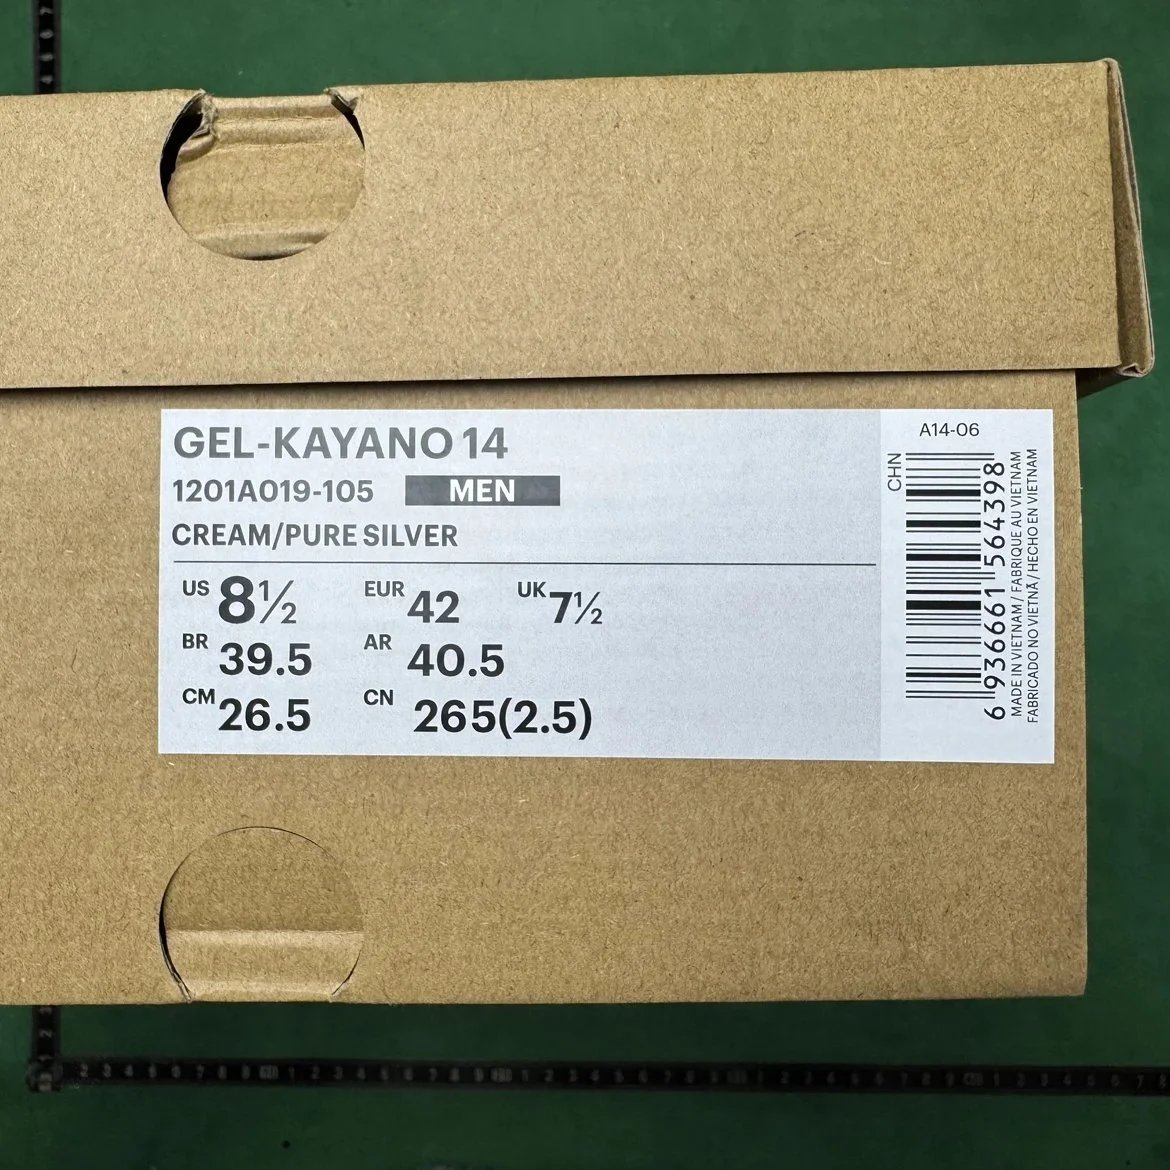 GEL-KAYANO 14
1201A019-105 MEN
CREAM/PURE SILVER
US 8½ EUR 42 UK 7½
BR 39.5 AR 40.5
CM 26.5 CN 265(2.5)
A14-06
CHN
6 936661 564398
MADE IN VIETNAM / FABRIQUE AU VIETNAM
FABRICADO NO VIETNÃ / HECHO EN VIETNAM